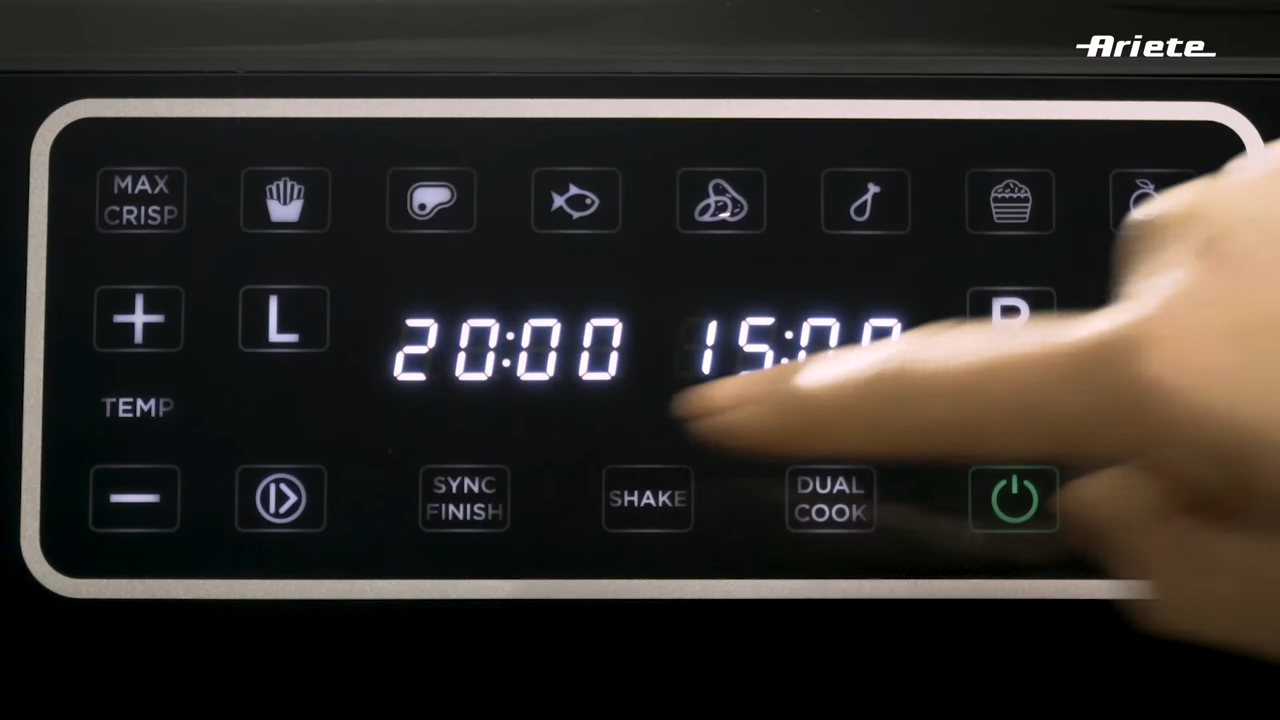 Ariete
MAX
CRISP
L
20:00 15:00
R
TEMP
SYNC
FINISH
SHAKE
DUAL
COOK